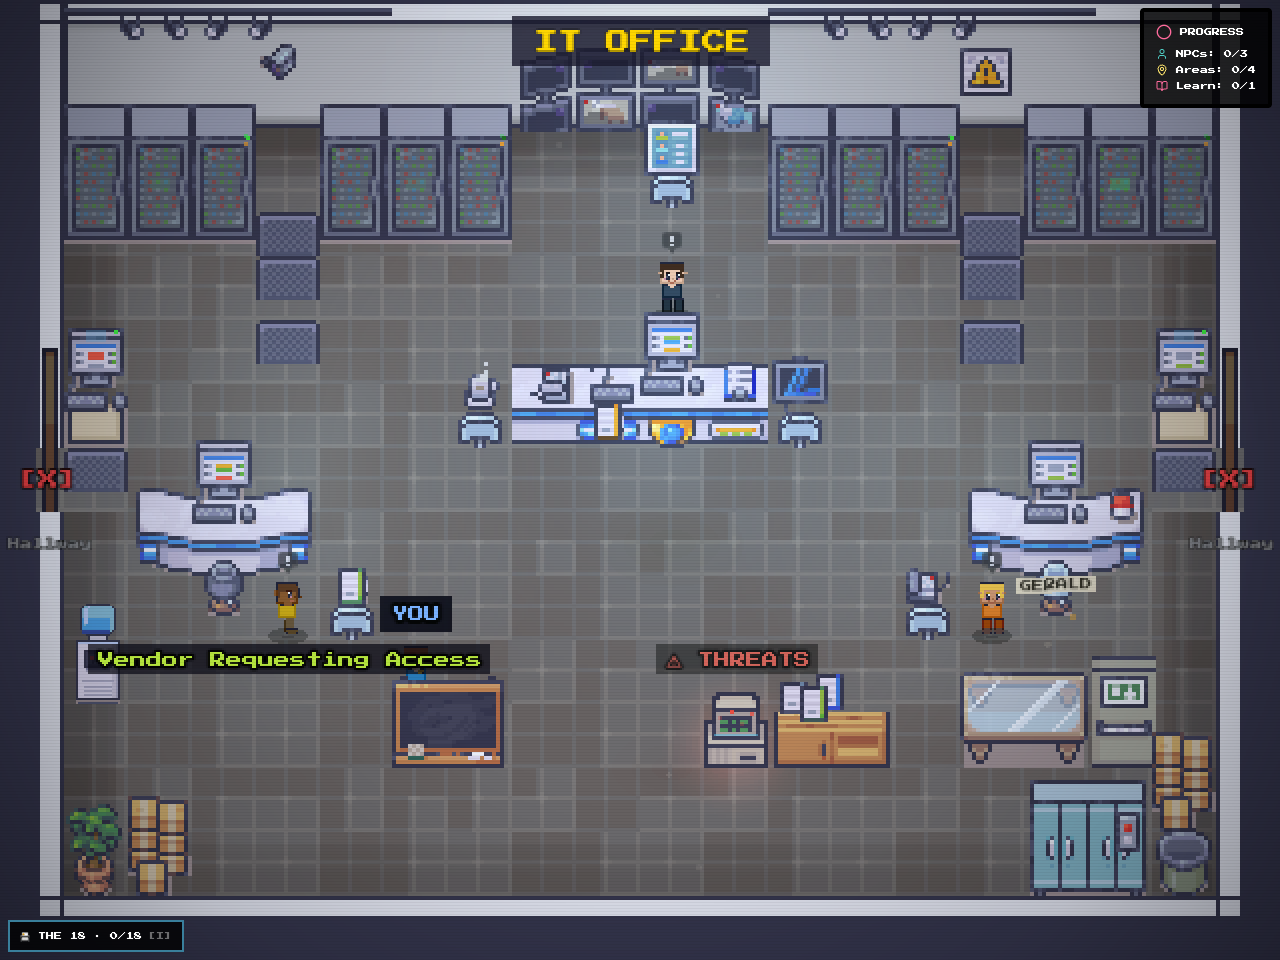 IT OFFICE
PROGRESS
NPCs: 0/3
Areas: 0/4
Learn: 0/1
[X]
[X]
Hallway
Hallway
GERALD
YOU
Vendor Requesting Access
THREATS
THE 18 · 0/18 [I]